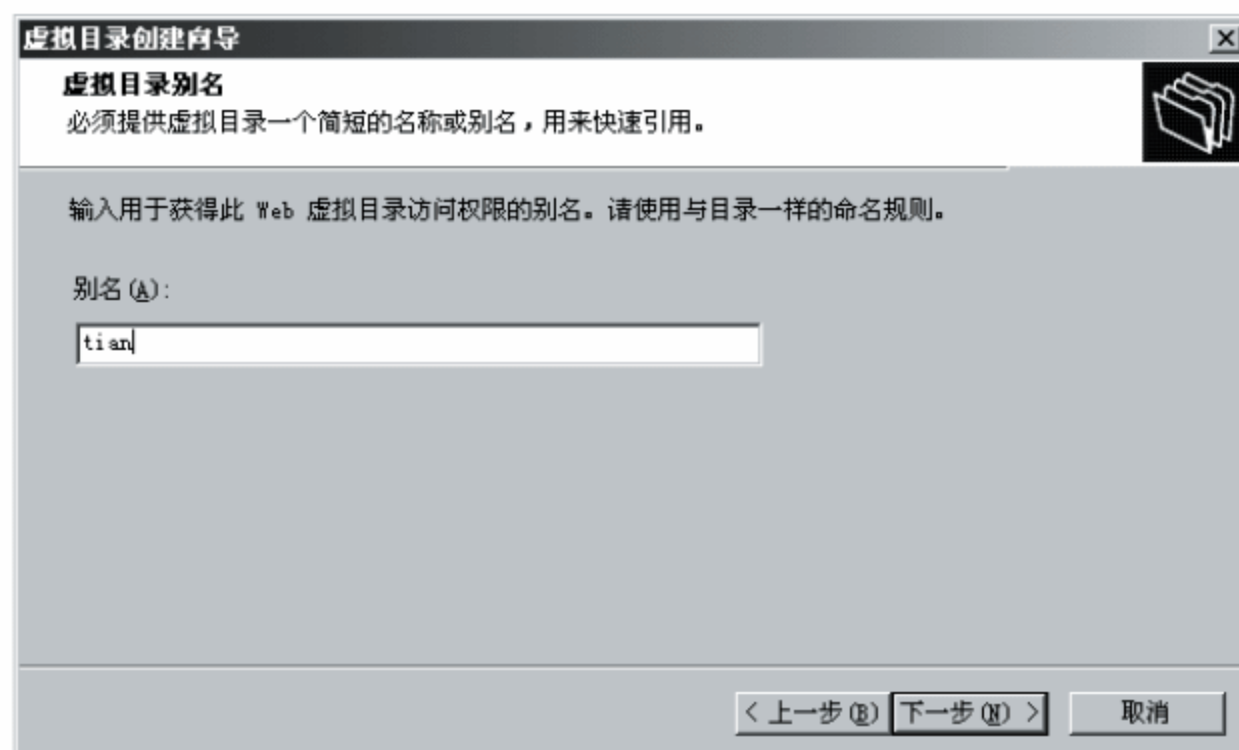 虚拟目录创建向导
虚拟目录别名
必须提供虚拟目录一个简短的名称或别名，用来快速引用。
输入用于获得此 Web 虚拟目录访问权限的别名。请使用与目录一样的命名规则。
别名(A):
tian
< 上一步(B) 下一步(N) > 取消